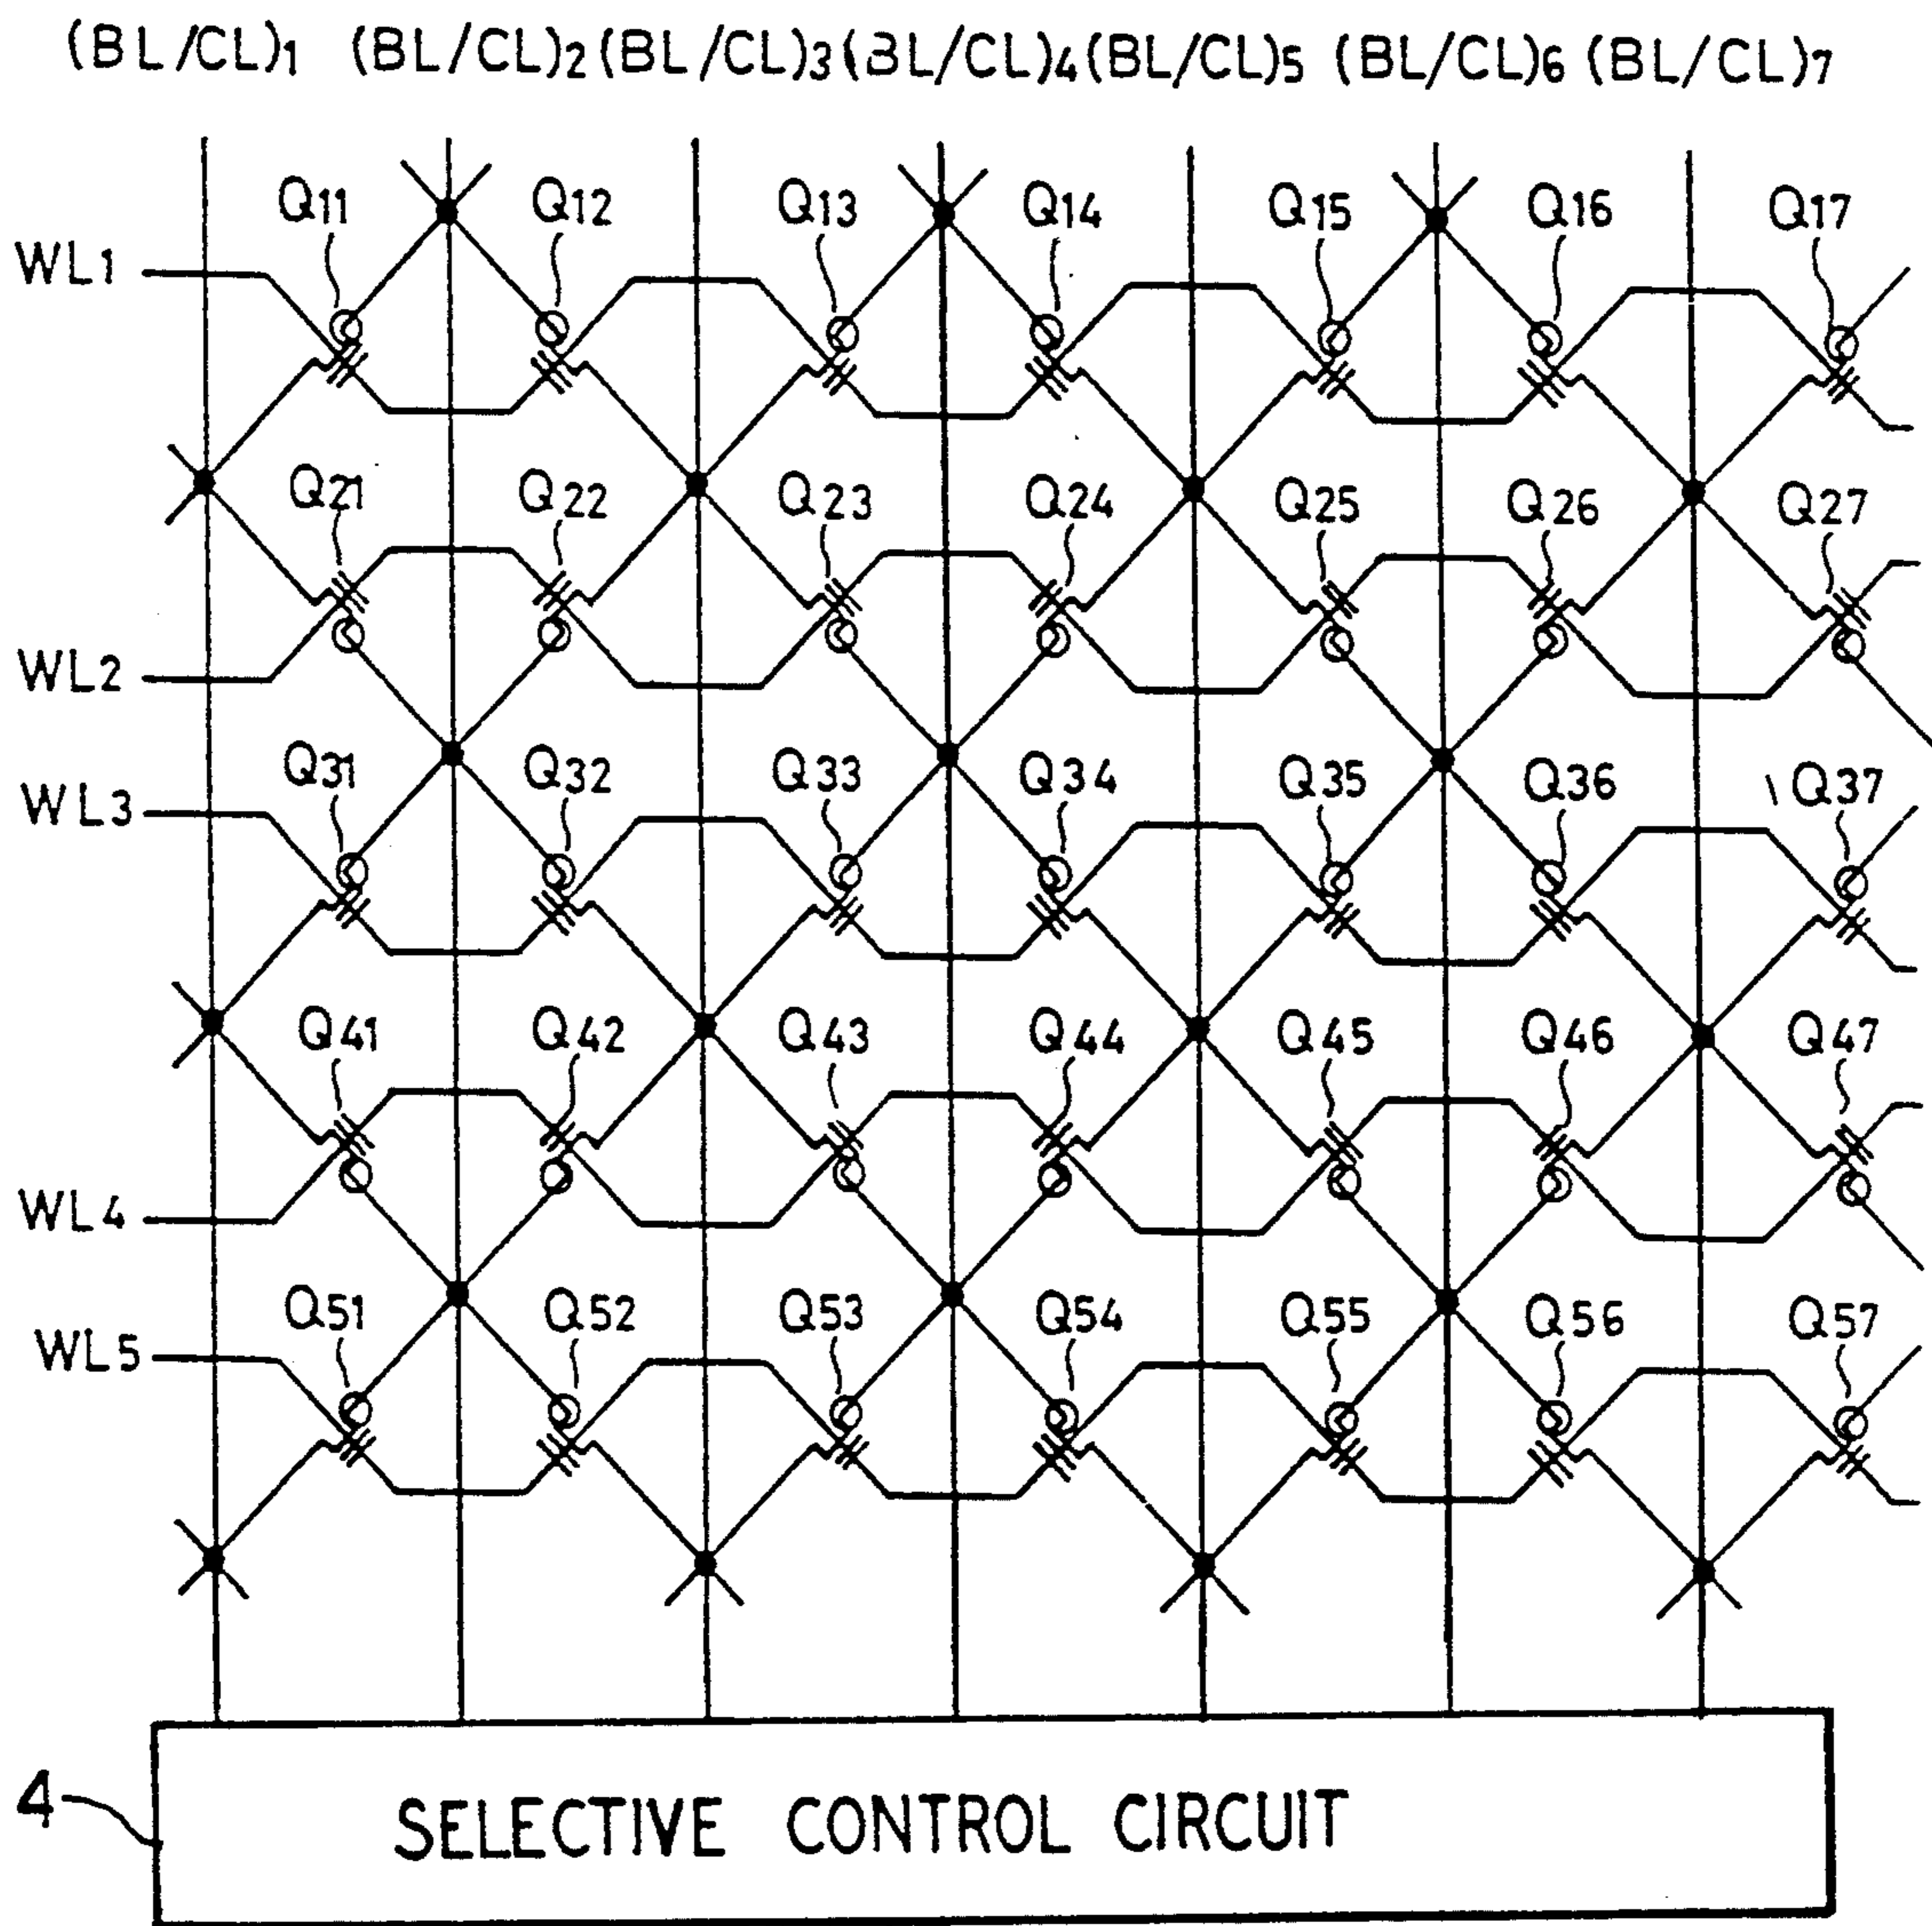 (BL/CL)1 (BL/CL)2 (BL/CL)3 (BL/CL)4 (BL/CL)5 (BL/CL)6 (BL/CL)7
Q11 Q12 Q13 Q14 Q15 Q16 Q17
WL1
Q21 Q22 Q23 Q24 Q25 Q26 Q27
WL2
Q31 Q32 Q33 Q34 Q35 Q36 Q37
WL3
Q41 Q42 Q43 Q44 Q45 Q46 Q47
WL4
Q51 Q52 Q53 Q54 Q55 Q56 Q57
WL5
4
SELECTIVE CONTROL CIRCUIT